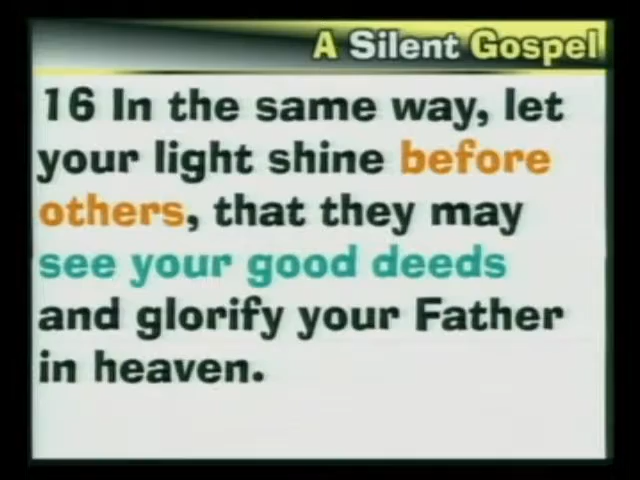 A Silent Gospel
16 In the same way, let
your light shine before
others, that they may
see your good deeds
and glorify your Father
in heaven.